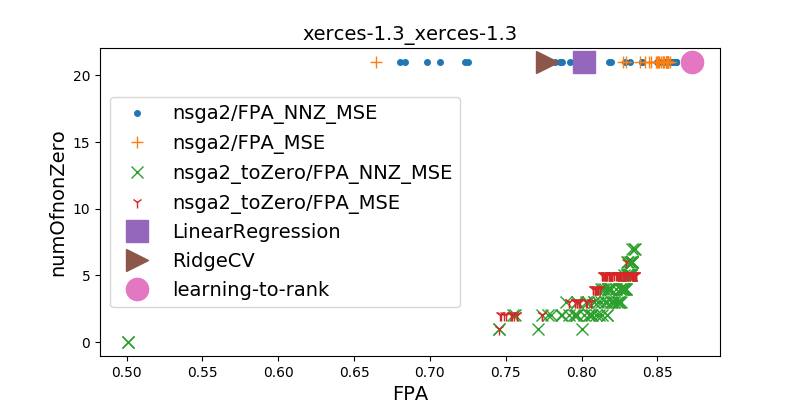 xerces-1.3_xerces-1.3
numOfnonZero
20
15
10
5
0
nsga2/FPA_NNZ_MSE
nsga2/FPA_MSE
nsga2_toZero/FPA_NNZ_MSE
nsga2_toZero/FPA_MSE
LinearRegression
RidgeCV
learning-to-rank
0.50 0.55 0.60 0.65 0.70 0.75 0.80 0.85
FPA